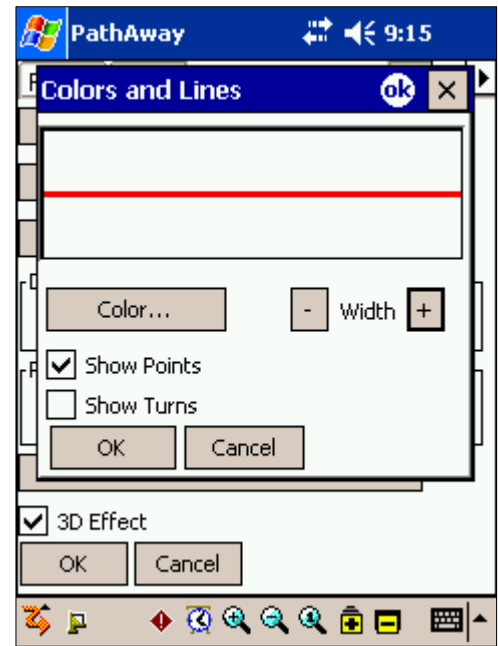 PathAway 9:15
Colors and Lines ok
Color... - Width +
Show Points
Show Turns
OK Cancel
3D Effect
OK Cancel